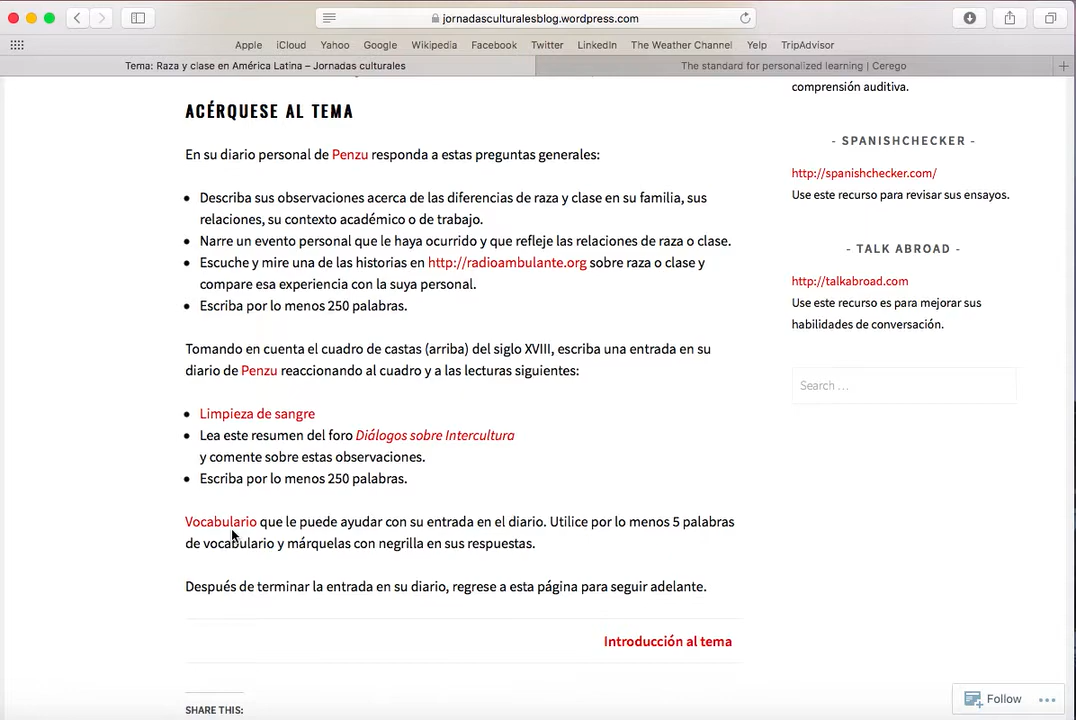 jornadasculturalesblog.wordpress.com
Apple iCloud Yahoo Google Wikipedia Facebook Twitter LinkedIn The Weather Channel Yelp TripAdvisor
Tema: Raza y clase en América Latina – Jornadas culturales
The standard for personalized learning | Cerego
ACÉRQUESE AL TEMA
En su diario personal de Penzu responda a estas preguntas generales:
• Describa sus observaciones acerca de las diferencias de raza y clase en su familia, sus
relaciones, su contexto académico o de trabajo.
• Narre un evento personal que le haya ocurrido y que refleje las relaciones de raza o clase.
• Escuche y mire una de las historias en http://radioambulante.org sobre raza o clase y
compare esa experiencia con la suya personal.
• Escriba por lo menos 250 palabras.
Tomando en cuenta el cuadro de castas (arriba) del siglo XVIII, escriba una entrada en su
diario de Penzu reaccionando al cuadro y a las lecturas siguientes:
• Limpieza de sangre
• Lea este resumen del foro Diálogos sobre Intercultura
y comente sobre estas observaciones.
• Escriba por lo menos 250 palabras.
Vocabulario que le puede ayudar con su entrada en el diario. Utilice por lo menos 5 palabras
de vocabulario y márquelas con negrilla en sus respuestas.
Después de terminar la entrada en su diario, regrese a esta página para seguir adelante.
Introducción al tema
SHARE THIS:
comprensión auditiva.
- SPANISHCHECKER -
http://spanishchecker.com/
Use este recurso para revisar sus ensayos.
- TALK ABROAD -
http://talkabroad.com
Use este recurso es para mejorar sus
habilidades de conversación.
Search …
Follow